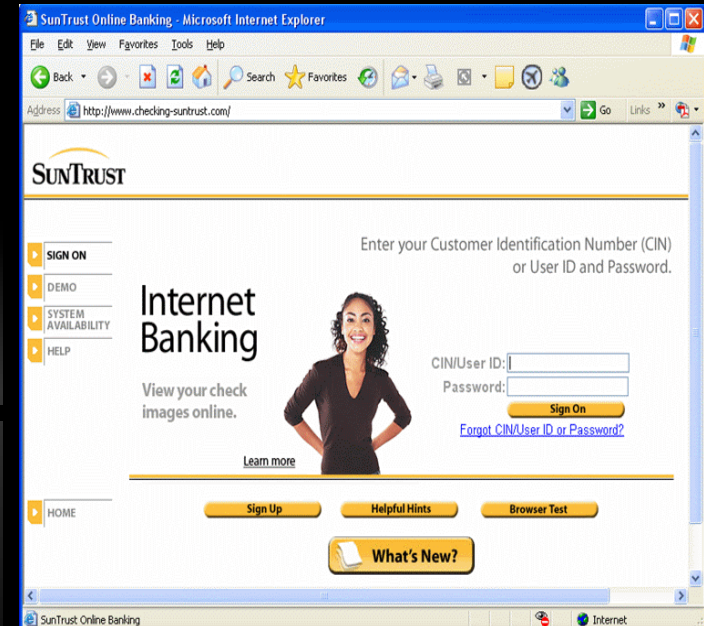 SunTrust Online Banking - Microsoft Internet Explorer
File Edit View Favorites Tools Help
Back Search Favorites
Address http://www.checking-suntrust.com/ Go Links »
SUNTRUST
Enter your Customer Identification Number (CIN)
or User ID and Password.
SIGN ON
DEMO
SYSTEM
AVAILABILITY
HELP
Internet
Banking
View your check
images online.
Learn more
CIN/User ID:
Password:
Sign On
Forgot CIN/User ID or Password?
HOME
Sign Up Helpful Hints Browser Test
What's New?
SunTrust Online Banking Internet